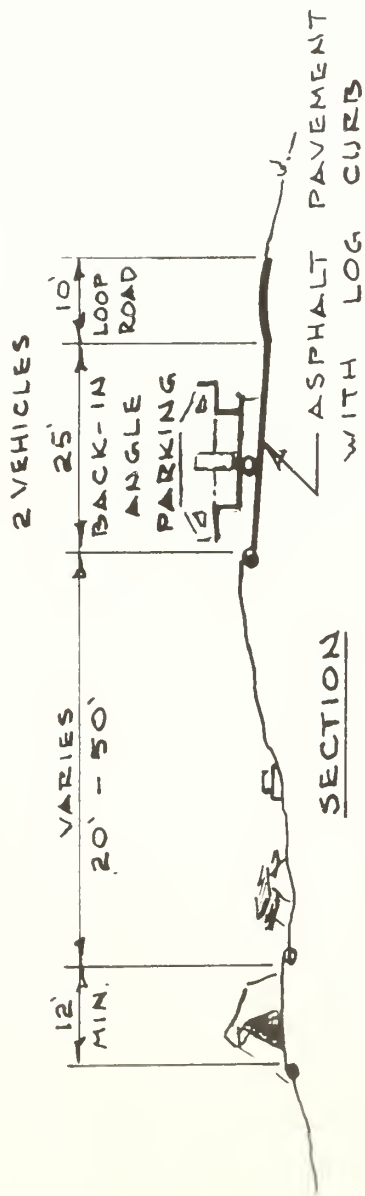 2 VEHICLES
12'
MIN.
VARIES
20' - 50'
25'
BACK-IN
ANGLE
PARKING
10'
LOOP
ROAD
ASPHALT PAVEMENT
WITH LOG CURB
SECTION